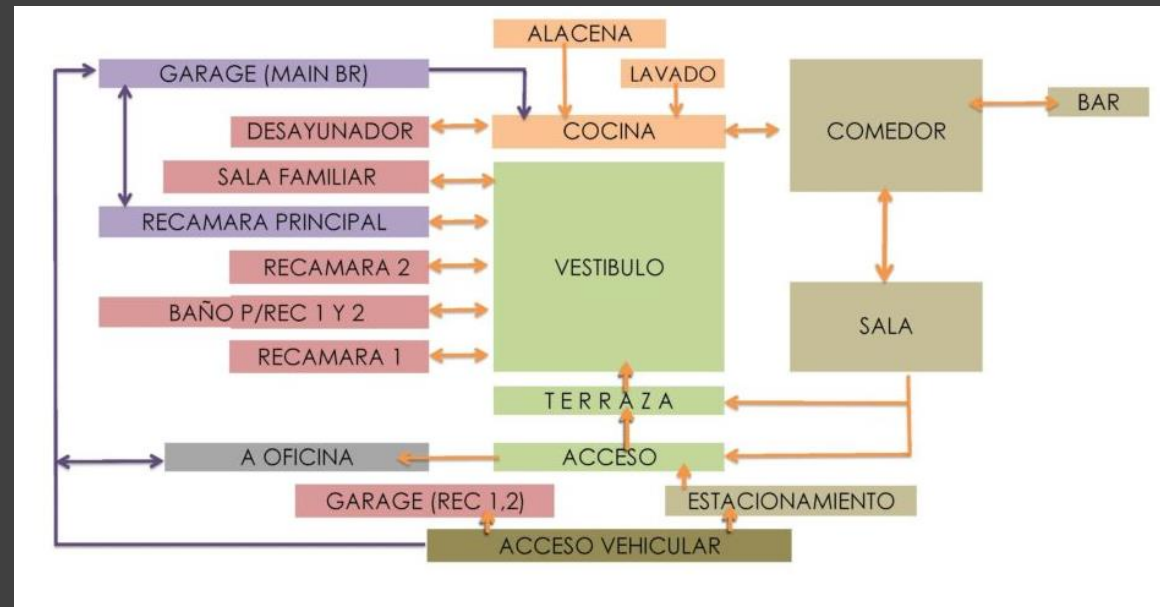 ALACENA
GARAGE (MAIN BR)
LAVADO
BAR
DESAYUNADOR
COCINA
COMEDOR
SALA FAMILIAR
RECAMARA PRINCIPAL
RECAMARA 2
VESTIBULO
BAÑO P/REC 1 Y 2
SALA
RECAMARA 1
TERRAZA
A OFICINA
ACCESO
GARAGE (REC 1,2)
ESTACIONAMIENTO
ACCESO VEHICULAR